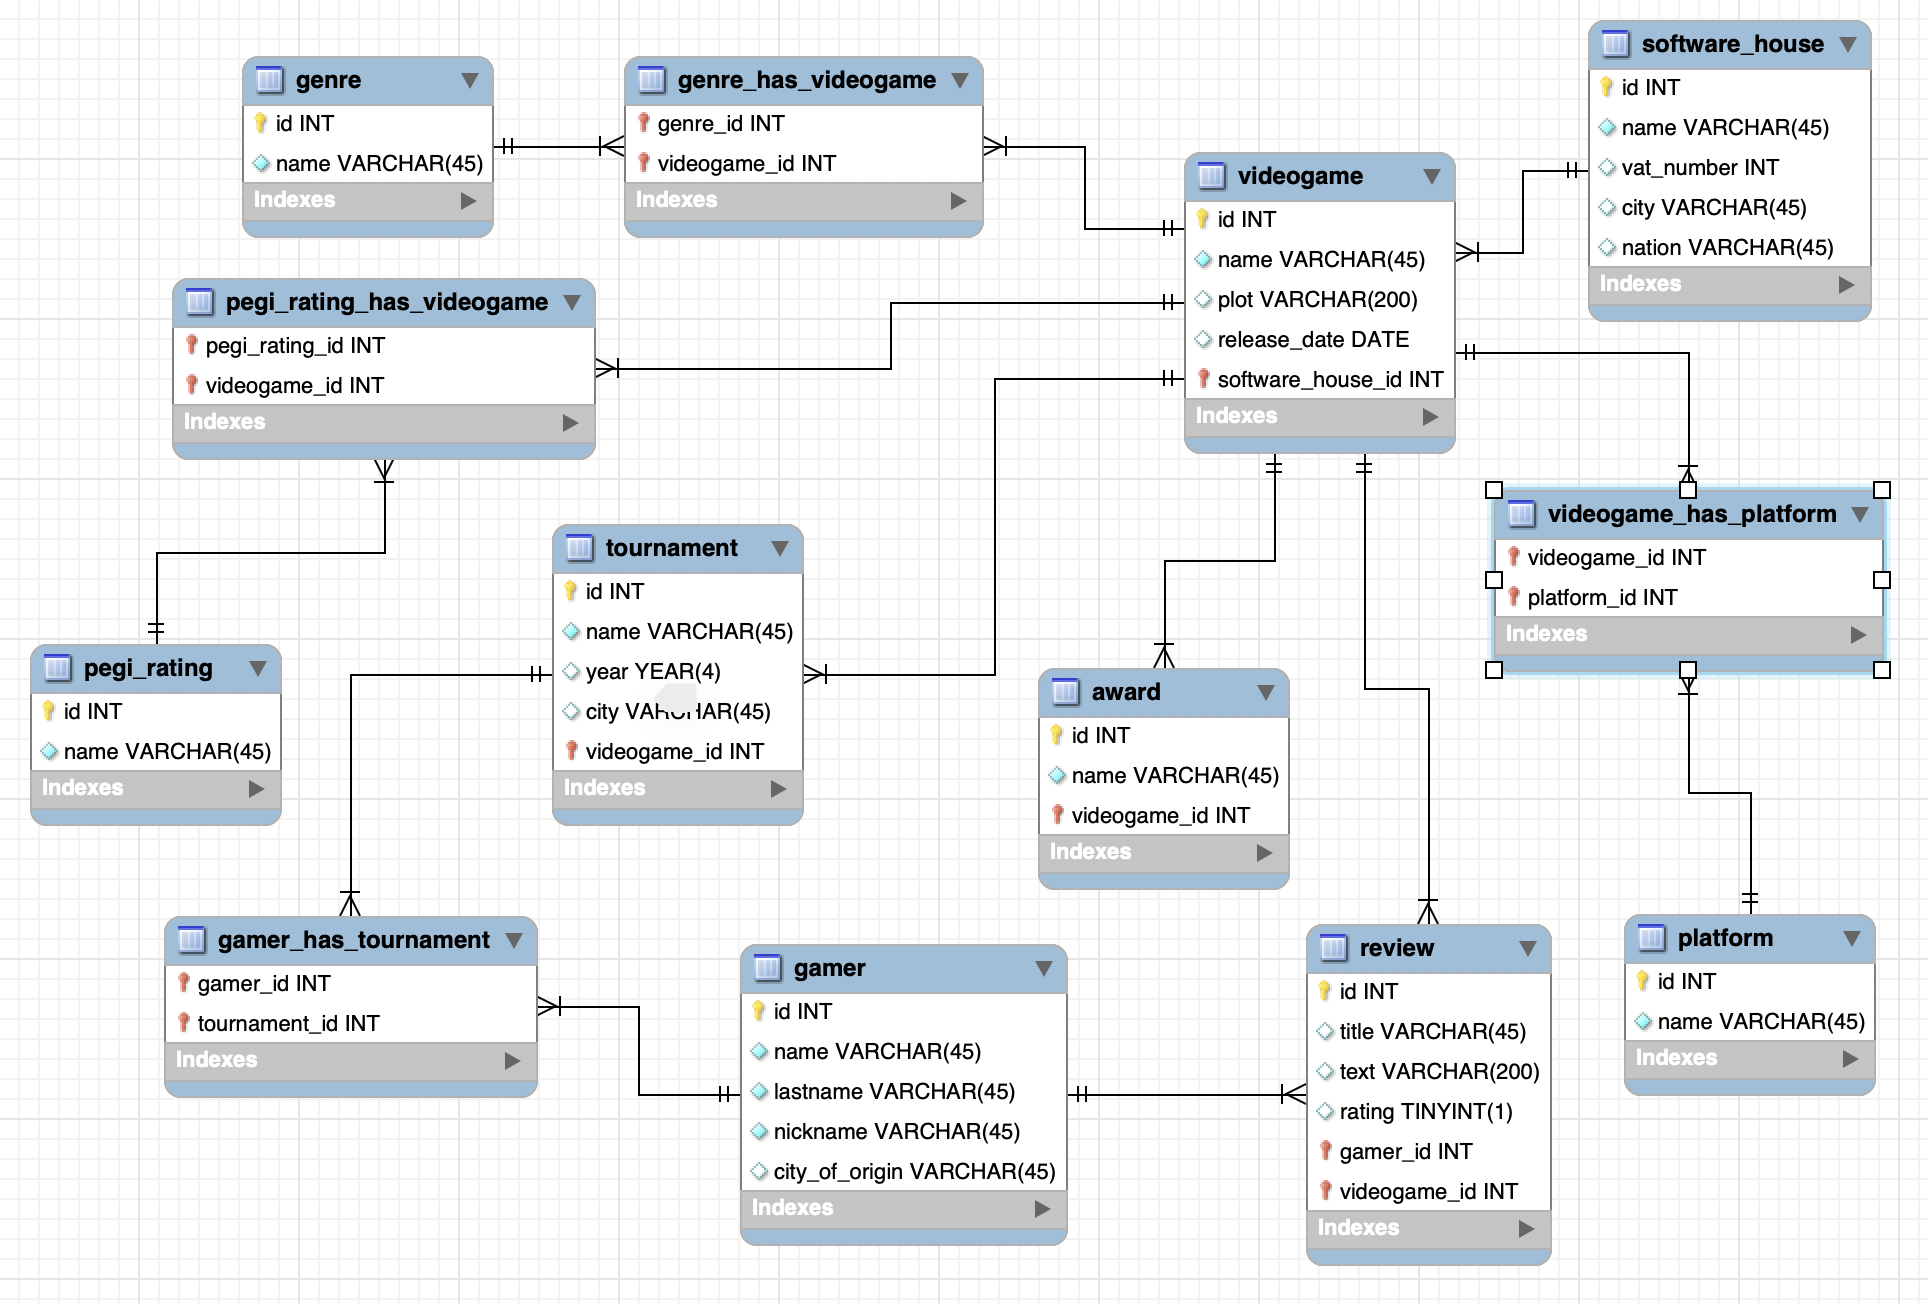 genre
id INT
name VARCHAR(45)
Indexes
genre_has_videogame
genre_id INT
videogame_id INT
Indexes
software_house
id INT
name VARCHAR(45)
vat_number INT
city VARCHAR(45)
nation VARCHAR(45)
Indexes
videogame
id INT
name VARCHAR(45)
plot VARCHAR(200)
release_date DATE
software_house_id INT
Indexes
pegi_rating_has_videogame
pegi_rating_id INT
videogame_id INT
Indexes
videogame_has_platform
videogame_id INT
platform_id INT
Indexes
tournament
id INT
name VARCHAR(45)
year YEAR(4)
city VARCHAR(45)
videogame_id INT
Indexes
pegi_rating
id INT
name VARCHAR(45)
Indexes
award
id INT
name VARCHAR(45)
videogame_id INT
Indexes
gamer_has_tournament
gamer_id INT
tournament_id INT
Indexes
gamer
id INT
name VARCHAR(45)
lastname VARCHAR(45)
nickname VARCHAR(45)
city_of_origin VARCHAR(45)
Indexes
review
id INT
title VARCHAR(45)
text VARCHAR(200)
rating TINYINT(1)
gamer_id INT
videogame_id INT
Indexes
platform
id INT
name VARCHAR(45)
Indexes